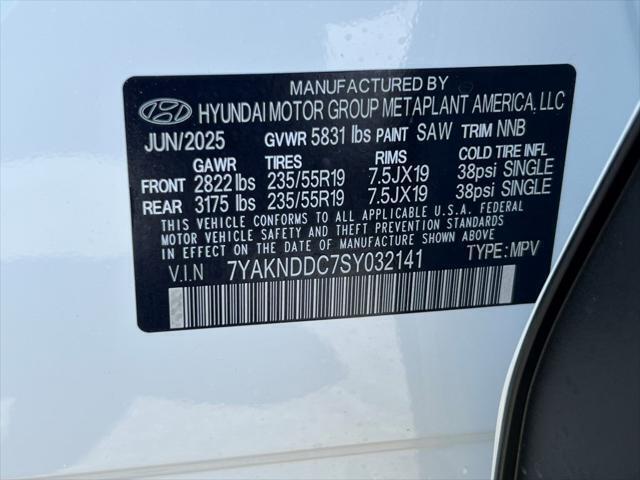 MANUFACTURED BY
HYUNDAI MOTOR GROUP METAPLANT AMERICA, LLC
JUN/2025 GVWR 5831 lbs PAINT SAW TRIM NNB
GAWR TIRES RIMS COLD TIRE INFL
FRONT 2822 lbs 235/55R19 7.5JX19 38psi SINGLE
REAR 3175 lbs 235/55R19 7.5JX19 38psi SINGLE
THIS VEHICLE CONFORMS TO ALL APPLICABLE U.S.A. FEDERAL
MOTOR VEHICLE SAFETY AND THEFT PREVENTION STANDARDS
IN EFFECT ON THE DATE OF MANUFACTURE SHOWN ABOVE.
V.I.N 7YAKNDDC7SY032141 TYPE: MPV